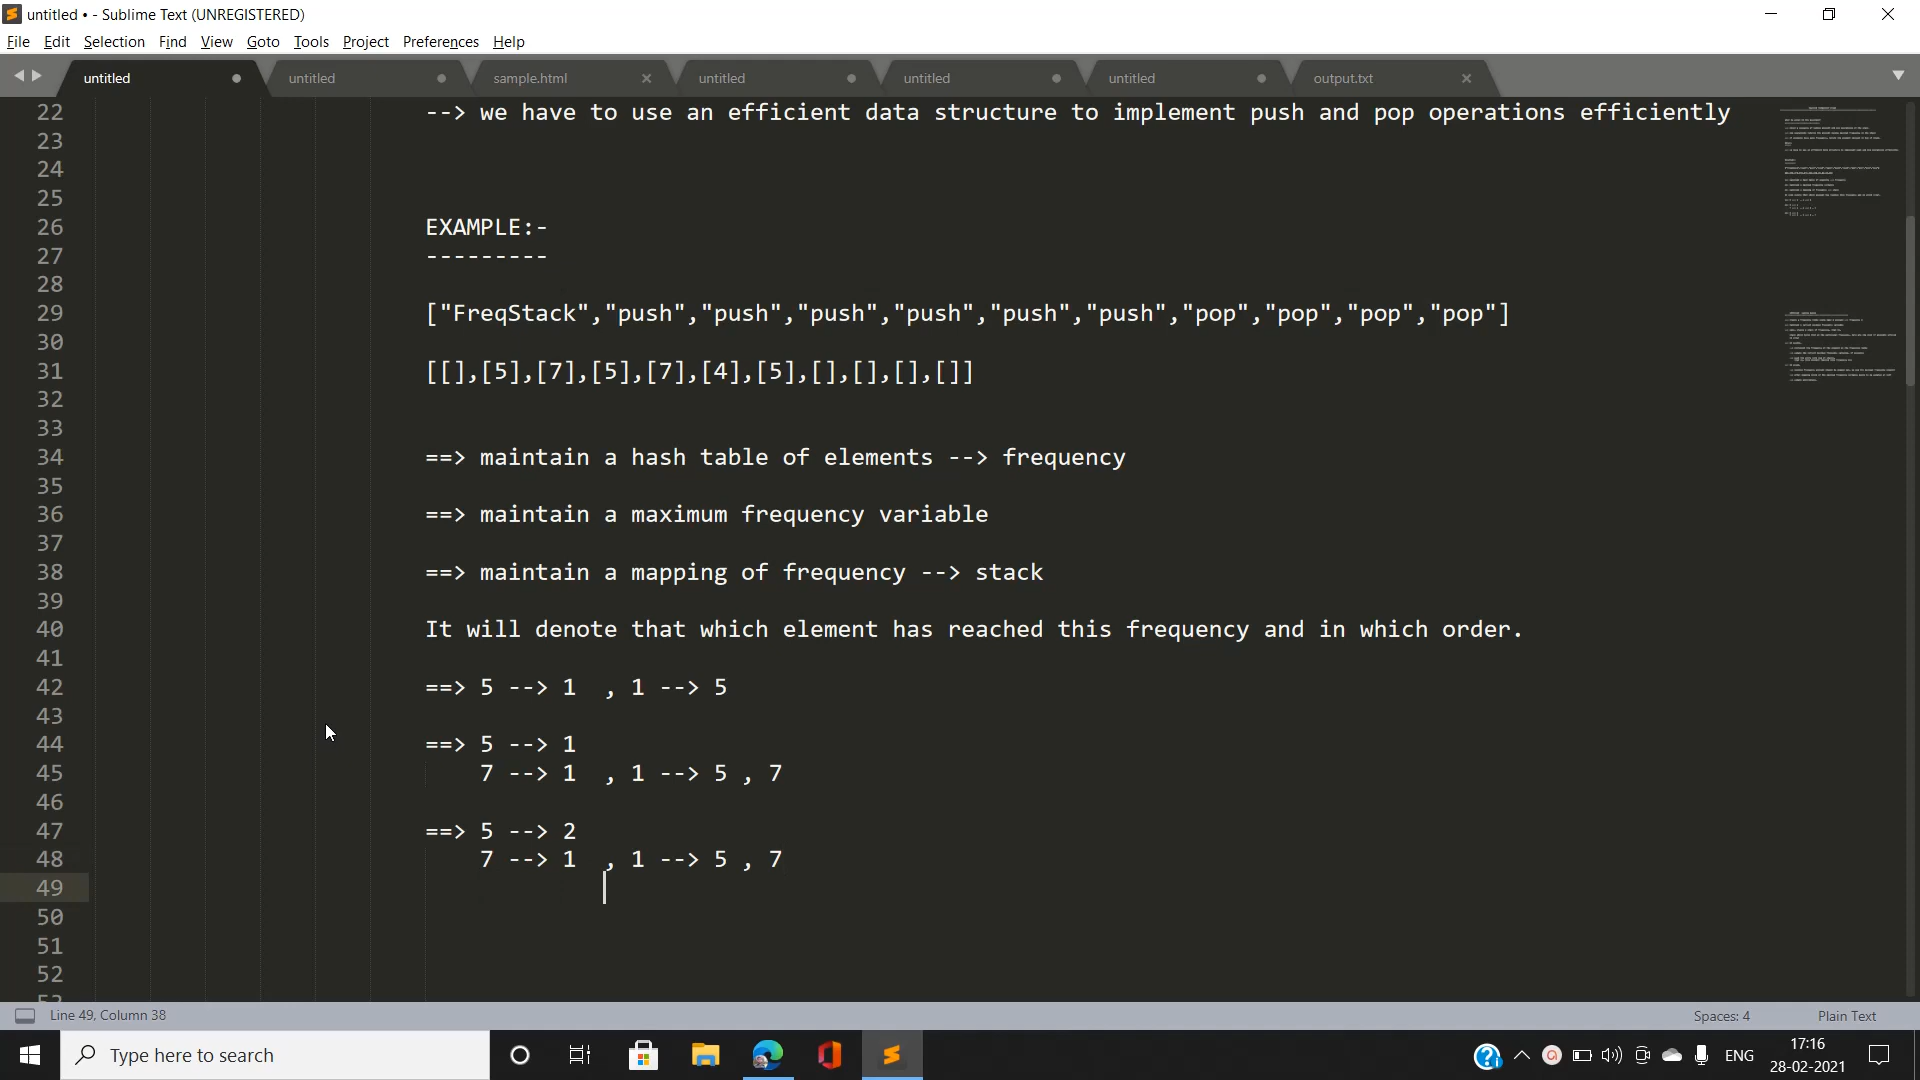 untitled • - Sublime Text (UNREGISTERED)
File Edit Selection Find View Goto Tools Project Preferences Help
untitled untitled sample.html untitled untitled untitled output.txt
22 --> we have to use an efficient data structure to implement push and pop operations efficiently
23
24
25
26 EXAMPLE:-
27 ---------
28
29 ["FreqStack","push","push","push","push","push","push","pop","pop","pop","pop"]
30
31 [[],[5],[7],[5],[7],[4],[5],[],[],[],[]]
32
33
34 ==> maintain a hash table of elements --> frequency
35
36 ==> maintain a maximum frequency variable
37
38 ==> maintain a mapping of frequency --> stack
39
40 It will denote that which element has reached this frequency and in which order.
41
42 ==> 5 --> 1 , 1 --> 5
43
44 ==> 5 --> 1
45 7 --> 1 , 1 --> 5 , 7
46
47 ==> 5 --> 2
48 7 --> 1 , 1 --> 5 , 7
49
50
51
52
53
Line 49, Column 38 Spaces: 4 Plain Text
Type here to search
ENG
17:16
28-02-2021